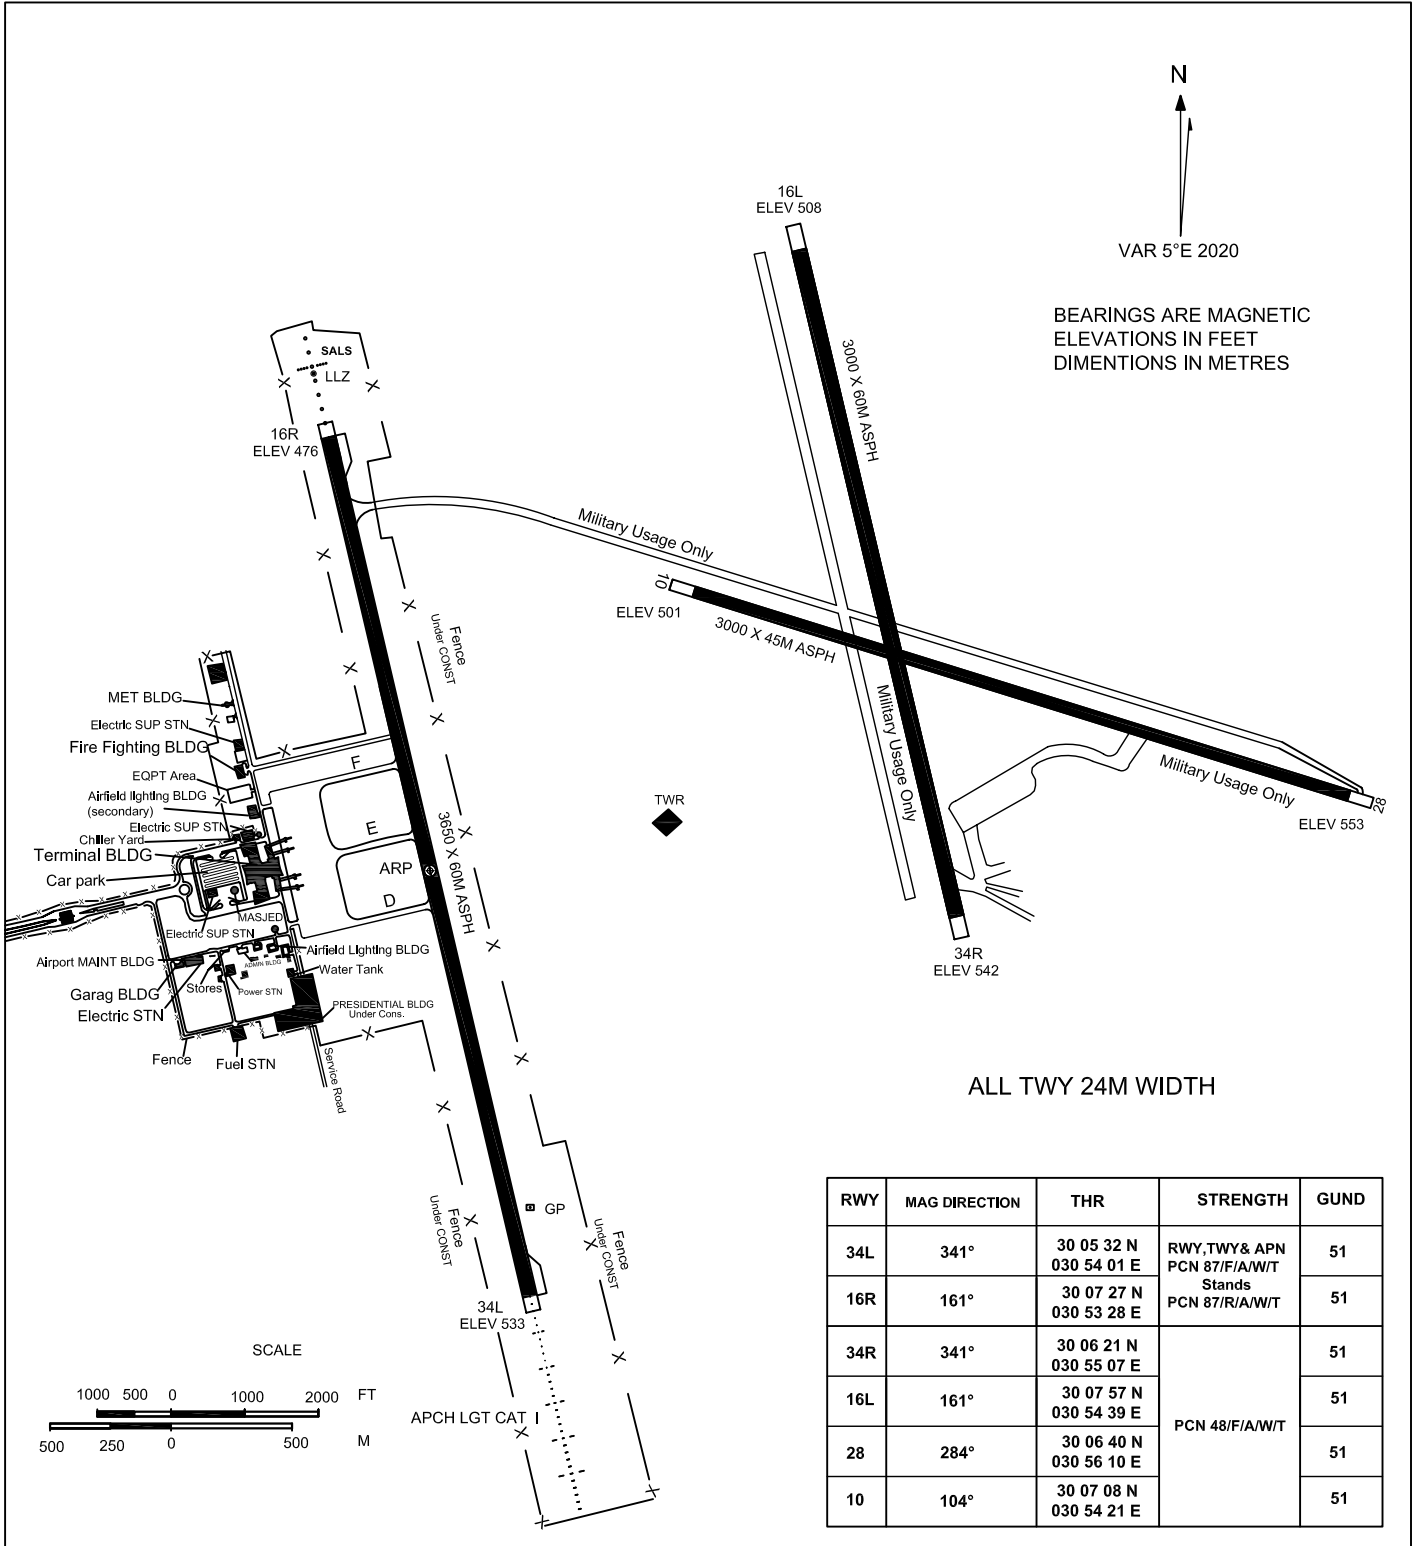 N
VAR 5°E 2020
BEARINGS ARE MAGNETIC
ELEVATIONS IN FEET
DIMENTIONS IN METRES
16L
ELEV 508
3000 X 60M ASPH
SALS
LLZ
16R
ELEV 476
Military Usage Only
10
ELEV 501
3000 X 45M ASPH
Military Usage Only
Military Usage Only
28
ELEV 553
34R
ELEV 542
Fence
Under CONST
MET BLDG
Electric SUP STN
Fire Fighting BLDG
EQPT Area
Airfield lighting BLDG
(secondary)
Electric SUP STN
Chiller Yard
Terminal BLDG
Car park
MASJED
Electric SUP STN
Airport MAINT BLDG
Garag BLDG
Electric STN
Stores
ADMIN BLDG
Power STN
Airfield Lighting BLDG
Water Tank
PRESIDENTIAL BLDG
Under Cons.
Fence
Fuel STN
Service Road
F
E
D
ARP
3650 X 60M ASPH
TWR
Fence
Under CONST
GP
Fence
Under CONST
34L
ELEV 533
APCH LGT CAT I
SCALE
1000 500 0 1000 2000 FT
500 250 0 500 M
ALL TWY 24M WIDTH
RWY MAG DIRECTION THR STRENGTH GUND
34L 341° 30 05 32 N 030 54 01 E RWY,TWY& APN 51
PCN 87/F/A/W/T
Stands
PCN 87/R/A/W/T
16R 161° 30 07 27 N 030 53 28 E 51
34R 341° 30 06 21 N 030 55 07 E 51
16L 161° 30 07 57 N 030 54 39 E 51
PCN 48/F/A/W/T
28 284° 30 06 40 N 030 56 10 E 51
10 104° 30 07 08 N 030 54 21 E 51